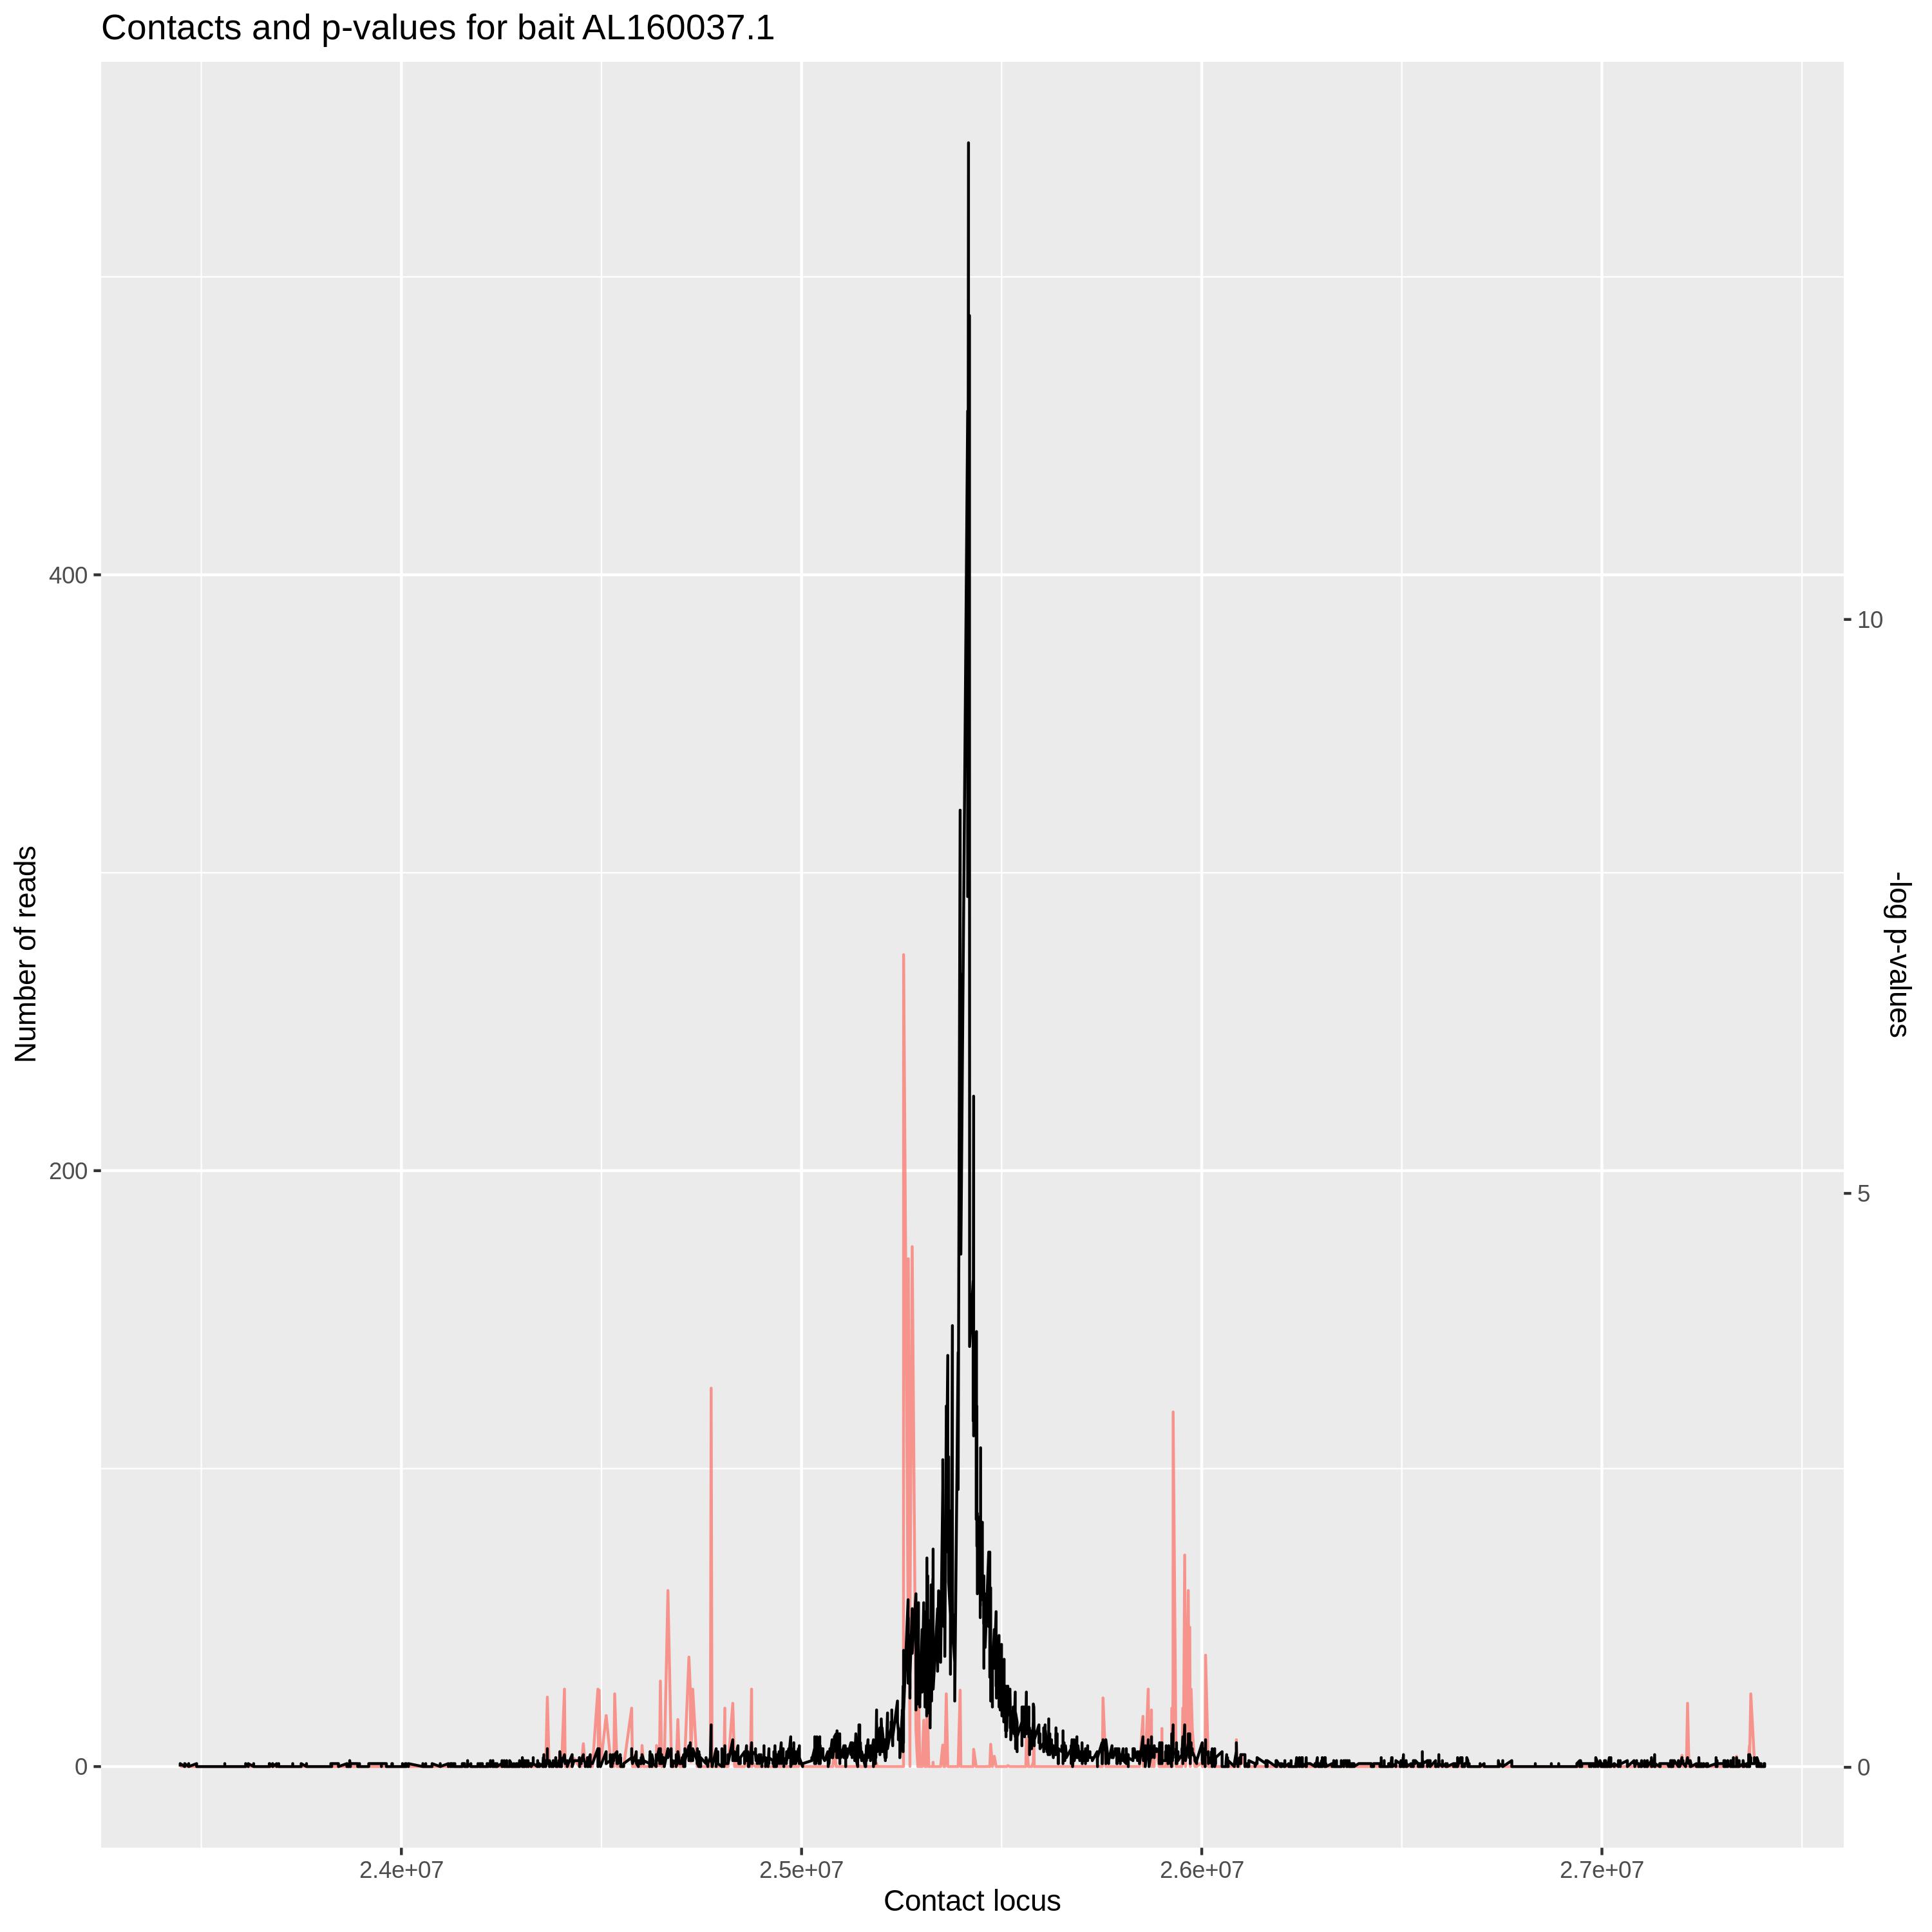 Contacts and p-values for bait AL160037.1
Number of reads
400
200
0
10
5
0
-log p-values
2.4e+07
2.5e+07
2.6e+07
2.7e+07
Contact locus